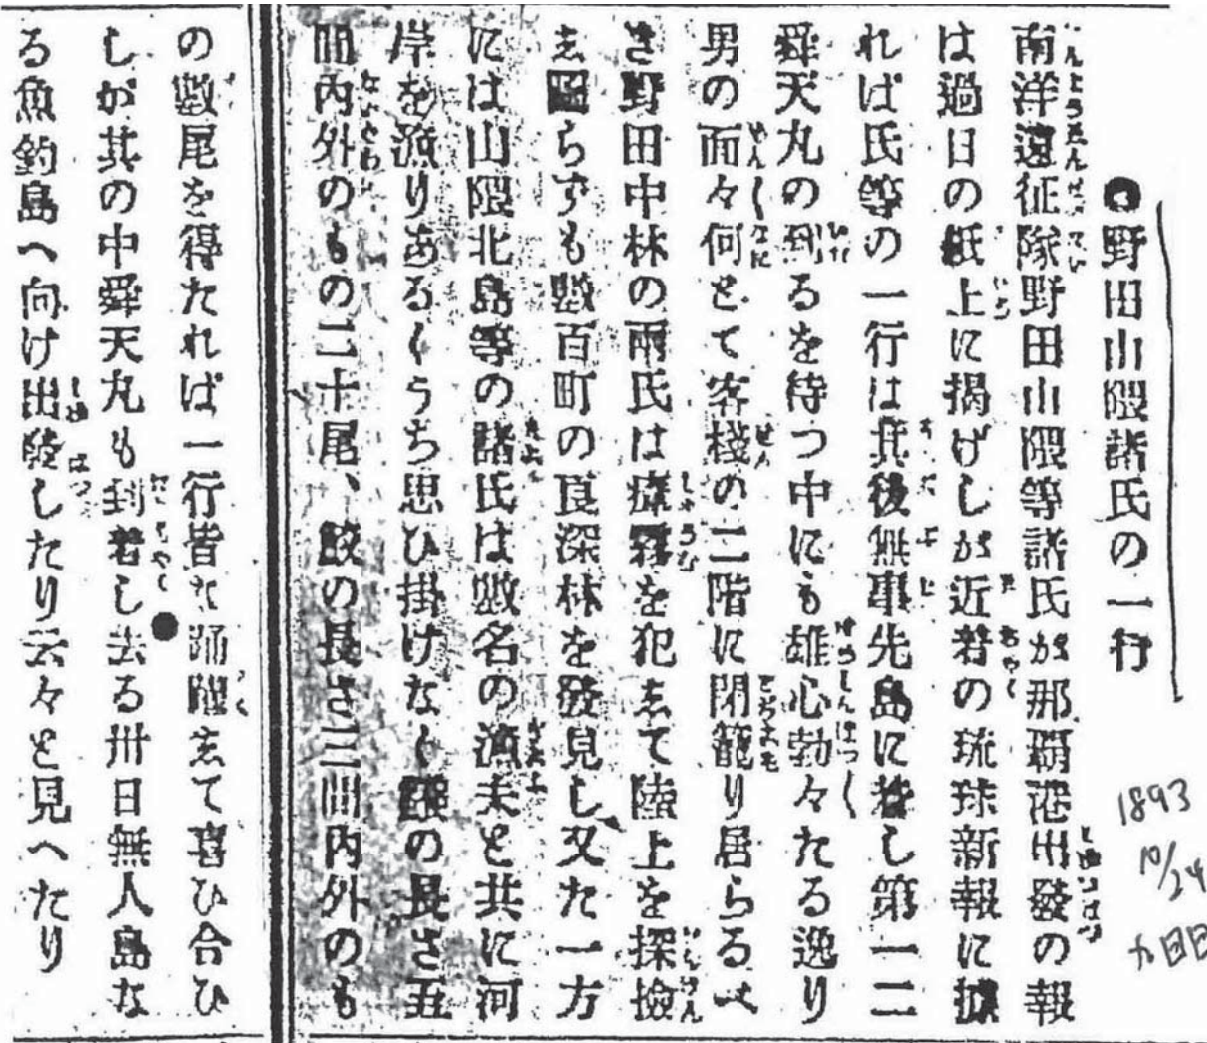 ●野田山隈諸氏の一行
南洋遠征隊野田山隈等諸氏が那覇港出發の報
は過日の紙上に掲げしが近着の琉球新報に據
れば氏等の一行は其後無事先島に着し第一二
舜天丸の到るを待つ中にも雄心勃々たる逸り
男の面々何とて客棧の二階に閉籠り居らるべ
き野田中林の兩氏は瘴霧を犯えて陸上を探撿
え圖らずも數百町の良深林を發見し又た一方
には山隈北島等の諸氏は數名の漁夫と共に河
岸を漁りあるくうち思ひ掛けなく鰐の長さ五
間内外のもの二十尾、鮫の長さ三間内外のも
の數尾を得たれば一行皆な踊躍えて喜び合ひ
しが其の中舜天丸も到着し去る卅日無人島な
る魚釣島へ向け出陸したり云々と見へたり
1893
10/24
九日日